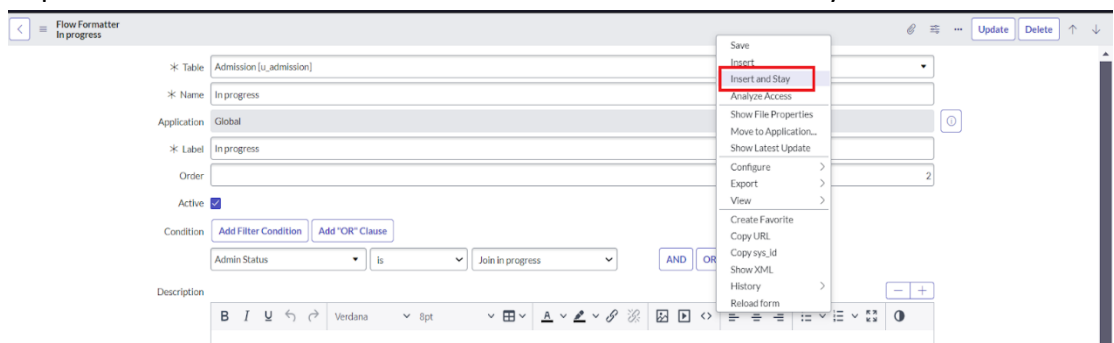 Flow Formatter
In progress
Update
Delete
Table
Admission [u_admission]
Name
In progress
Application
Global
Label
In progress
Order
2
Active
Condition
Add Filter Condition
Add "OR" Clause
Admin Status
is
Join in progress
AND
OR
Description
B I U
Verdana
8pt
A
Save
Insert
Insert and Stay
Analyze Access
Show File Properties
Move to Application...
Show Latest Update
Configure
Export
View
Create Favorite
Copy URL
Copy sys_id
Show XML
History
Reload form